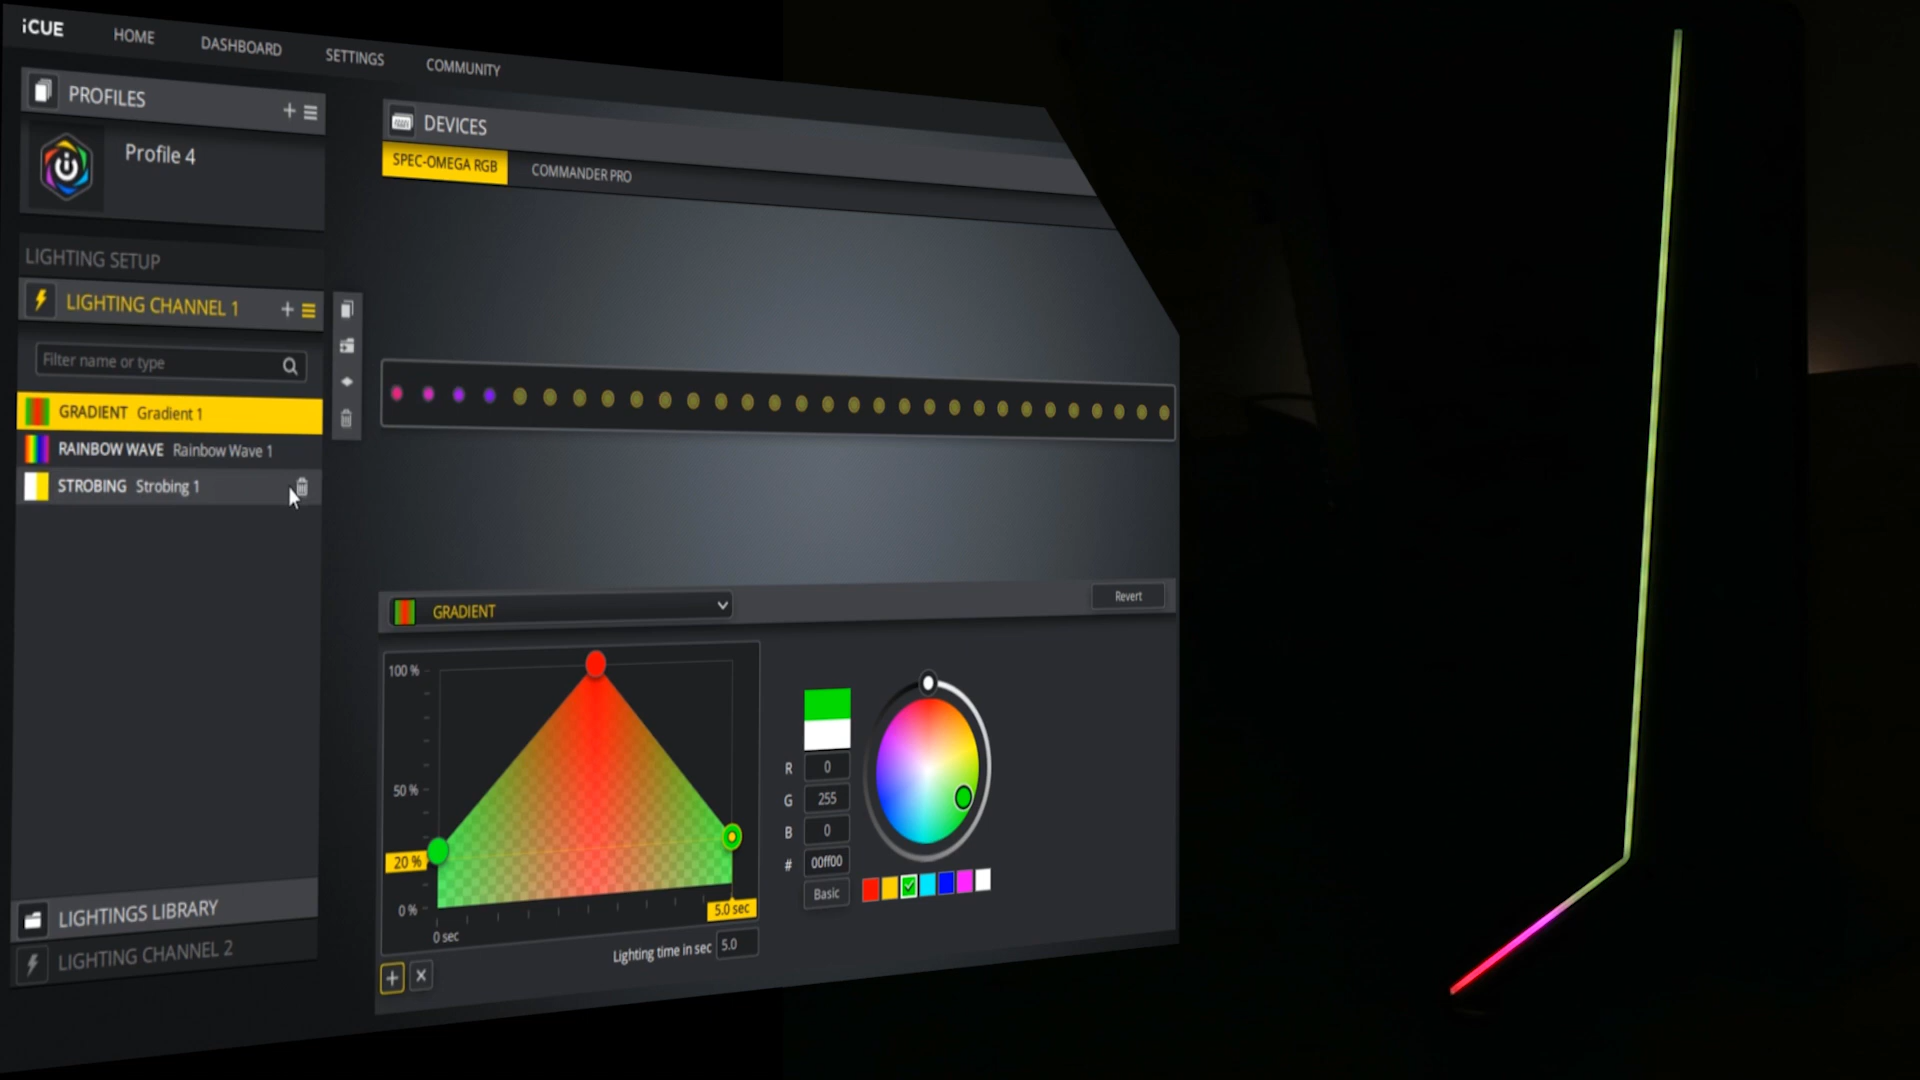 iCUE
HOME
DASHBOARD
SETTINGS
COMMUNITY
PROFILES
Profile 4
LIGHTING SETUP
LIGHTING CHANNEL 1
Filter name or type
GRADIENT Gradient 1
RAINBOW WAVE Rainbow Wave 1
STROBING Strobing 1
LIGHTINGS LIBRARY
LIGHTING CHANNEL 2
DEVICES
SPEC-OMEGA RGB
COMMANDER PRO
GRADIENT
Revert
100 %
50 %
20 %
0 %
0 sec
5.0 sec
Lighting time in sec 5.0
R 0
G 255
B 0
# 00ff00
Basic